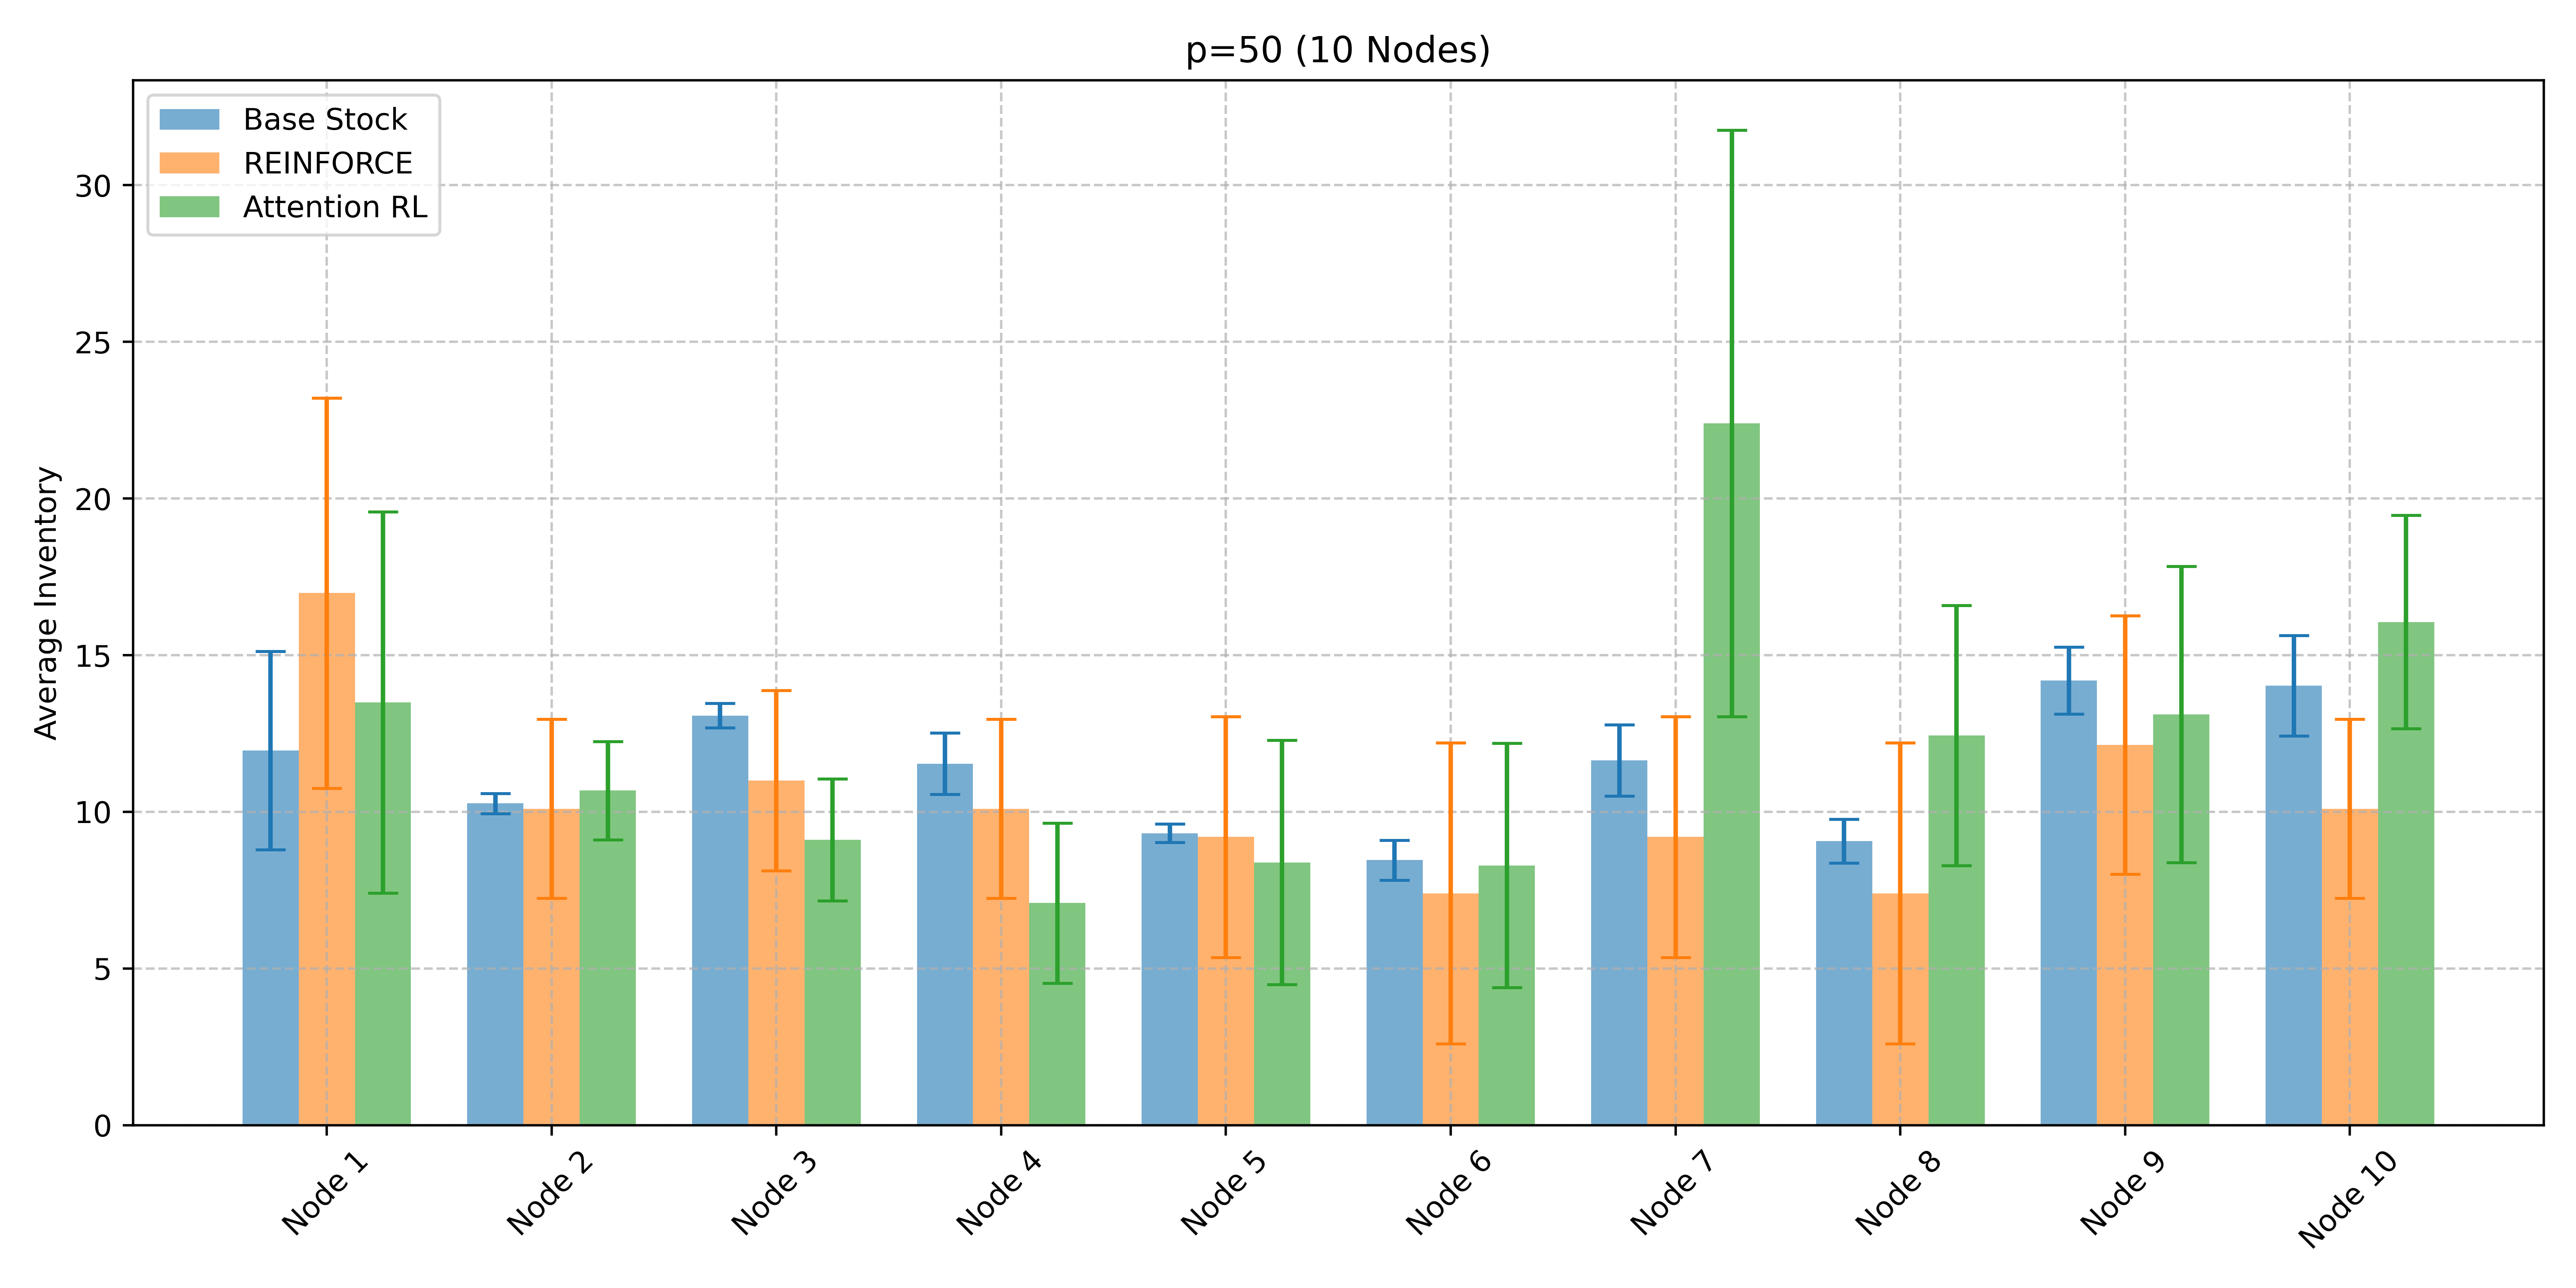 p=50 (10 Nodes)
Base Stock
REINFORCE
Attention RL
Average Inventory
30
25
20
15
10
5
0
Node 1
Node 2
Node 3
Node 4
Node 5
Node 6
Node 7
Node 8
Node 9
Node 10